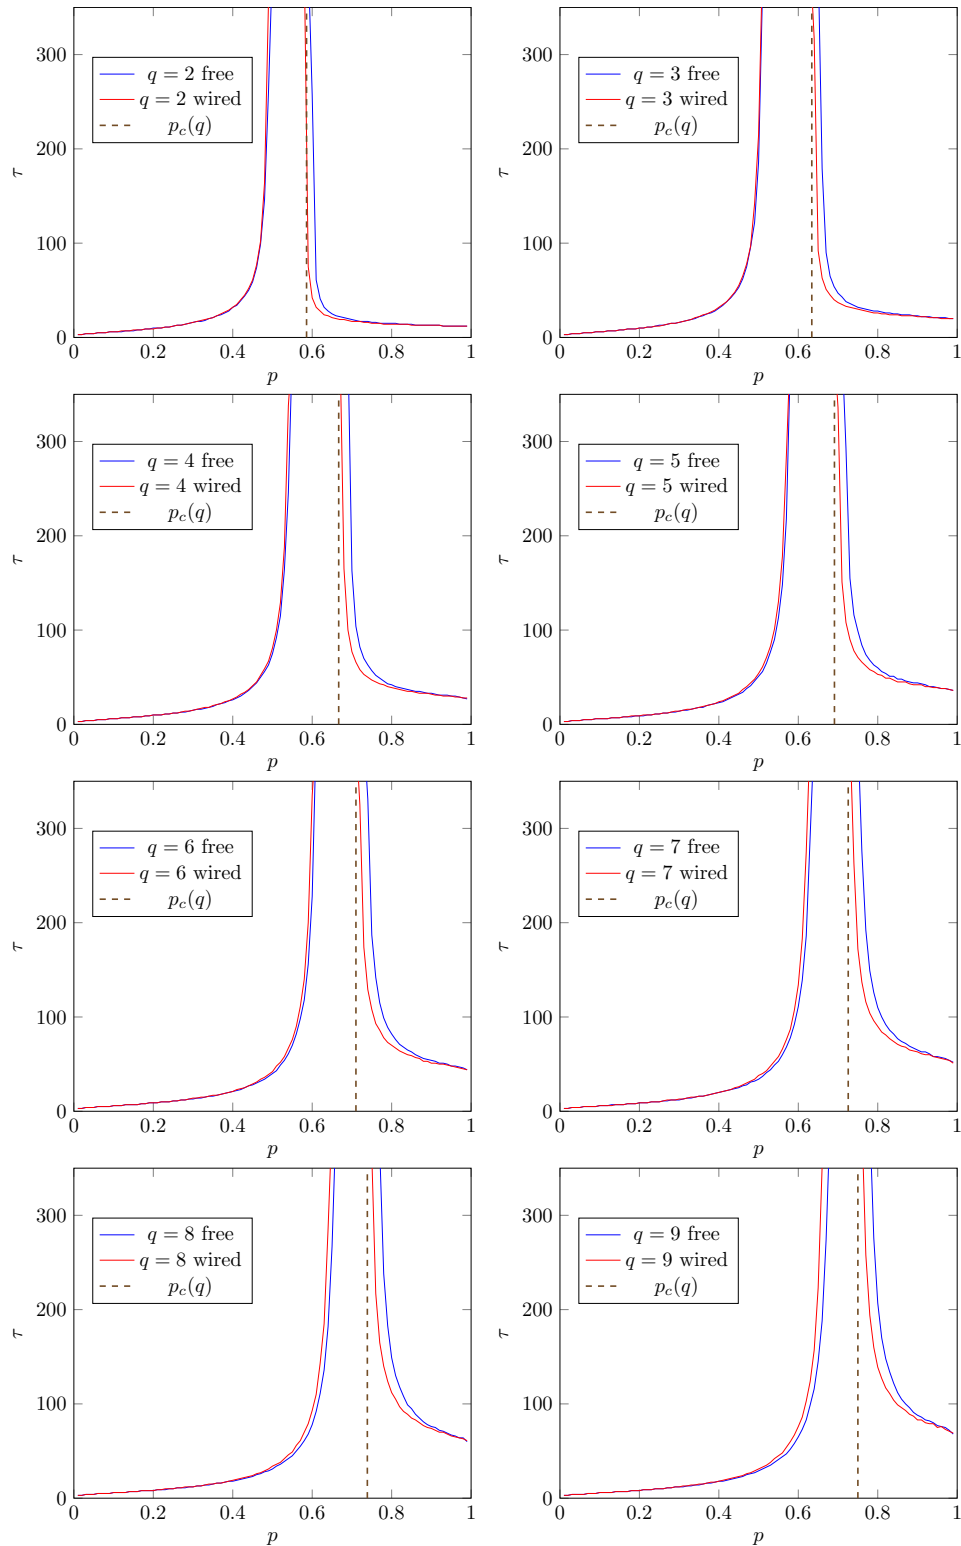 300
200
100
0
τ
q = 2 free
q = 2 wired
p_c(q)
0 0.2 0.4 0.6 0.8 1
p
300
200
100
0
τ
q = 3 free
q = 3 wired
p_c(q)
0 0.2 0.4 0.6 0.8 1
p
300
200
100
0
τ
q = 4 free
q = 4 wired
p_c(q)
0 0.2 0.4 0.6 0.8 1
p
300
200
100
0
τ
q = 5 free
q = 5 wired
p_c(q)
0 0.2 0.4 0.6 0.8 1
p
300
200
100
0
τ
q = 6 free
q = 6 wired
p_c(q)
0 0.2 0.4 0.6 0.8 1
p
300
200
100
0
τ
q = 7 free
q = 7 wired
p_c(q)
0 0.2 0.4 0.6 0.8 1
p
300
200
100
0
τ
q = 8 free
q = 8 wired
p_c(q)
0 0.2 0.4 0.6 0.8 1
p
300
200
100
0
τ
q = 9 free
q = 9 wired
p_c(q)
0 0.2 0.4 0.6 0.8 1
p